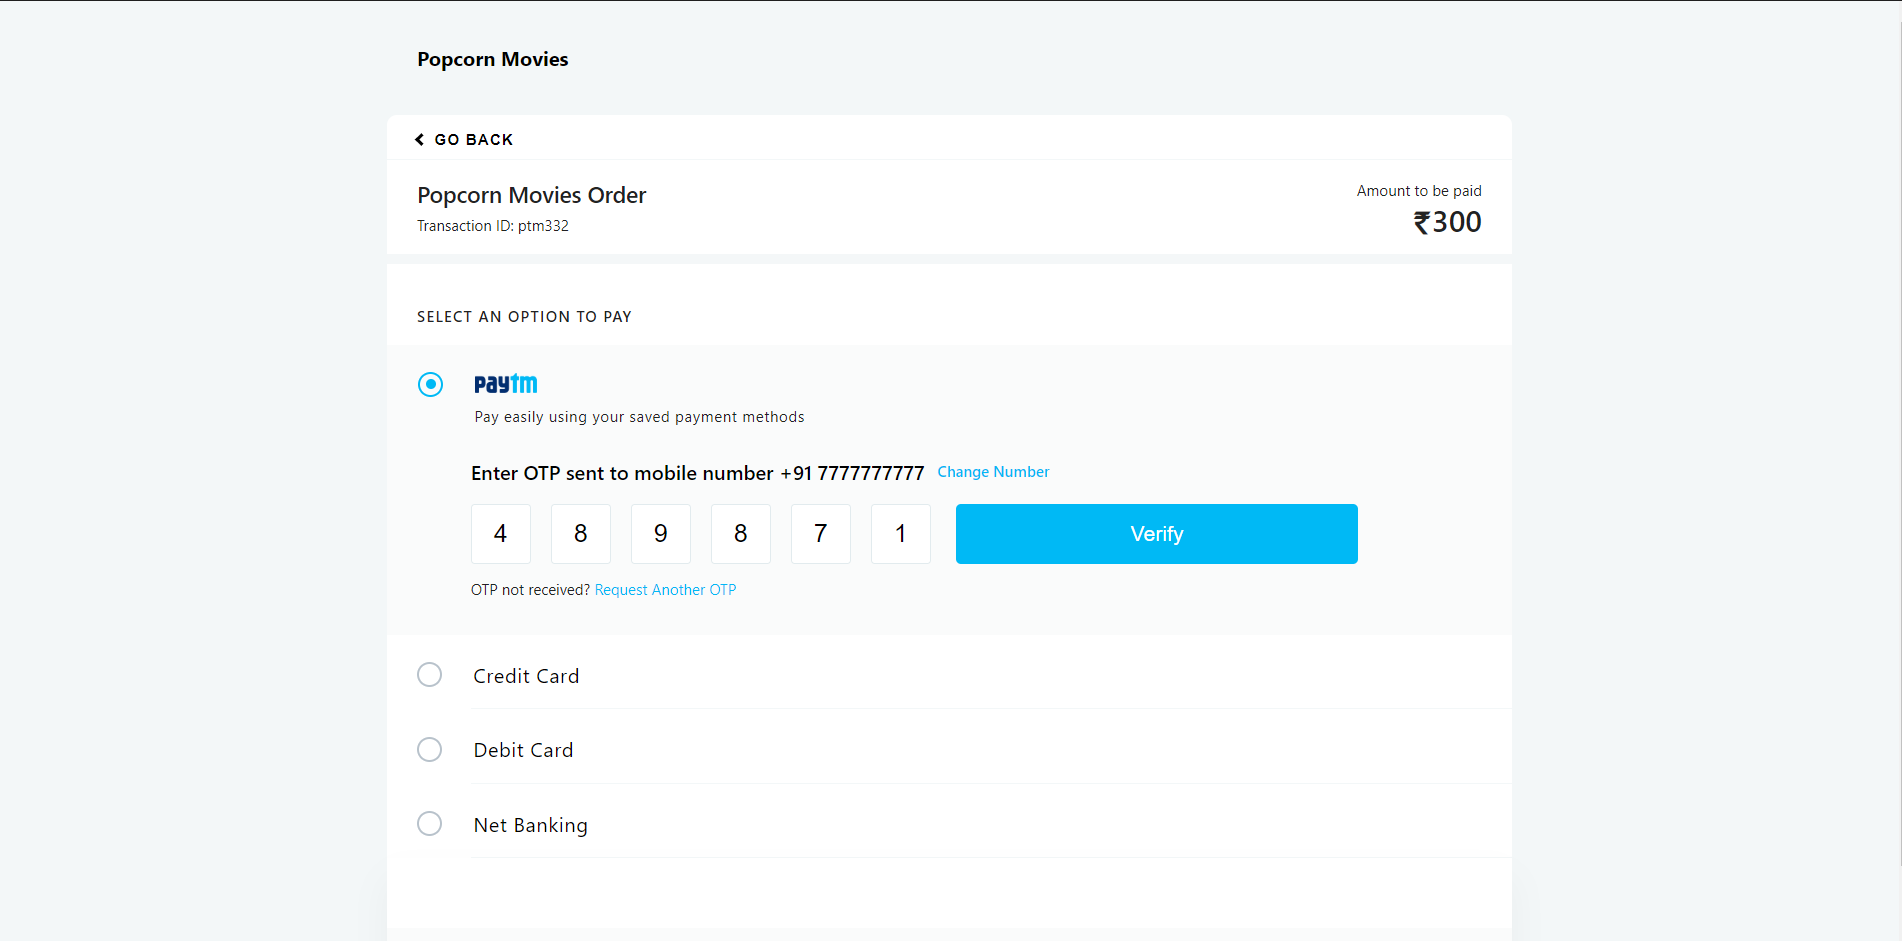 Popcorn Movies
GO BACK
Popcorn Movies Order
Transaction ID: ptm332
Amount to be paid
₹300
SELECT AN OPTION TO PAY
paytm
Pay easily using your saved payment methods
Enter OTP sent to mobile number +91 7777777777 Change Number
4 8 9 8 7 1 Verify
OTP not received? Request Another OTP
Credit Card
Debit Card
Net Banking